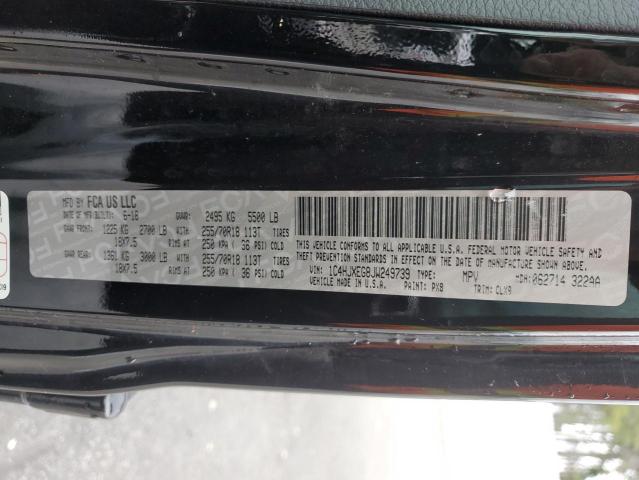 MFD BY FCA US LLC
DATE OF MFR(BUILT): 6-18 GVWR: 2495 KG 5500 LB
GAWR FRONT: 1225 KG 2700 LB WITH 255/70R18 113T TIRES
18X7.5 RIMS AT 250 KPA ( 36 PSI) COLD
GAWR REAR: 1361 KG 3000 LB WITH 255/70R18 113T TIRES
18X7.5 RIMS AT 250 KPA ( 36 PSI) COLD
THIS VEHICLE CONFORMS TO ALL APPLICABLE U.S.A. FEDERAL MOTOR VEHICLE SAFETY AND
THEFT PREVENTION STANDARDS IN EFFECT ON THE DATE OF MANUFACTURE SHOWN ABOVE.
VIN: 1C4HJXEG8JW249739 TYPE: MPV MDH:062714 322AA
VEHICLE MADE IN U.S.A. PAINT: PX8 TRIM: CLX9